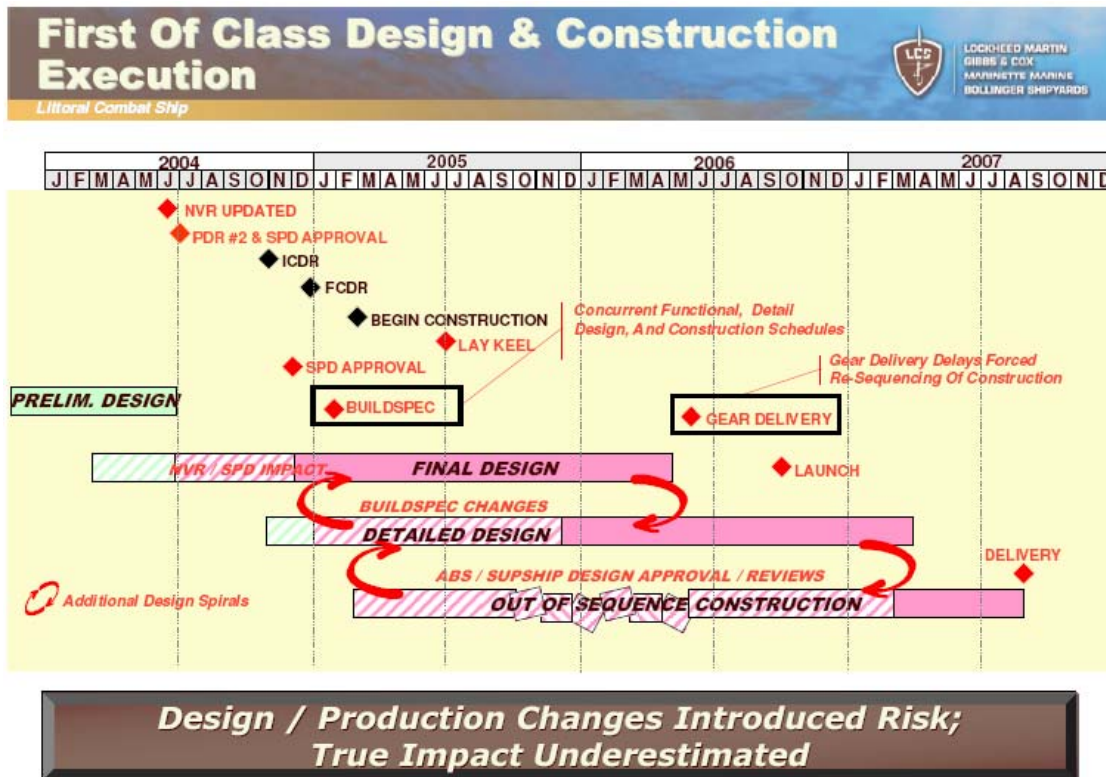 First Of Class Design & Construction
Execution
Littoral Combat Ship
LCS
LOCKHEED MARTIN
GIBBS & COX
MARINETTE MARINE
BOLLINGER SHIPYARDS
2004 2005 2006 2007
J F M A M J J A S O N D J F M A M J J A S O N D J F M A M J J A S O N D J F M A M J J A S O N D
NVR UPDATED
PDR #2 & SPD APPROVAL
ICDR
FCDR
BEGIN CONSTRUCTION
LAY KEEL
SPD APPROVAL
Concurrent Functional, Detail
Design, And Construction Schedules
Gear Delivery Delays Forced
Re-Sequencing Of Construction
PRELIM. DESIGN
BUILDSPEC
GEAR DELIVERY
NVR / SPD IMPACT
FINAL DESIGN
LAUNCH
BUILDSPEC CHANGES
DETAILED DESIGN
ABS / SUPSHIP DESIGN APPROVAL / REVIEWS
DELIVERY
Additional Design Spirals
OUT OF SEQUENCE CONSTRUCTION
Design / Production Changes Introduced Risk;
True Impact Underestimated